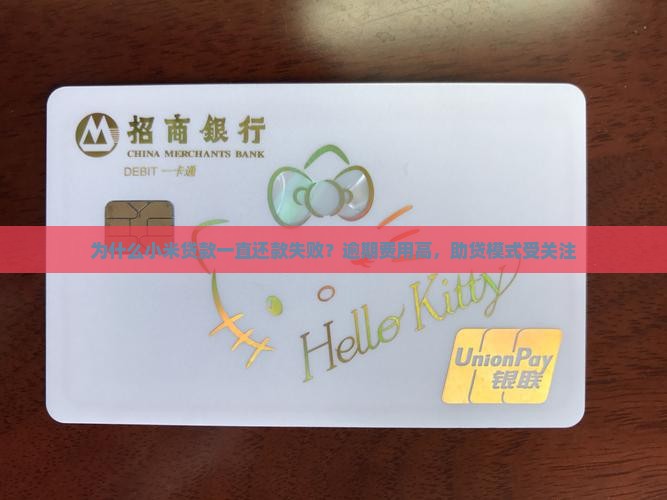 招商銀行
CHINA MERCHANTS BANK
DEBIT 一卡通
为什么小米贷款一直还款失败？逾期费用高，助贷模式受关注
Hello Kitty
UnionPay
银联